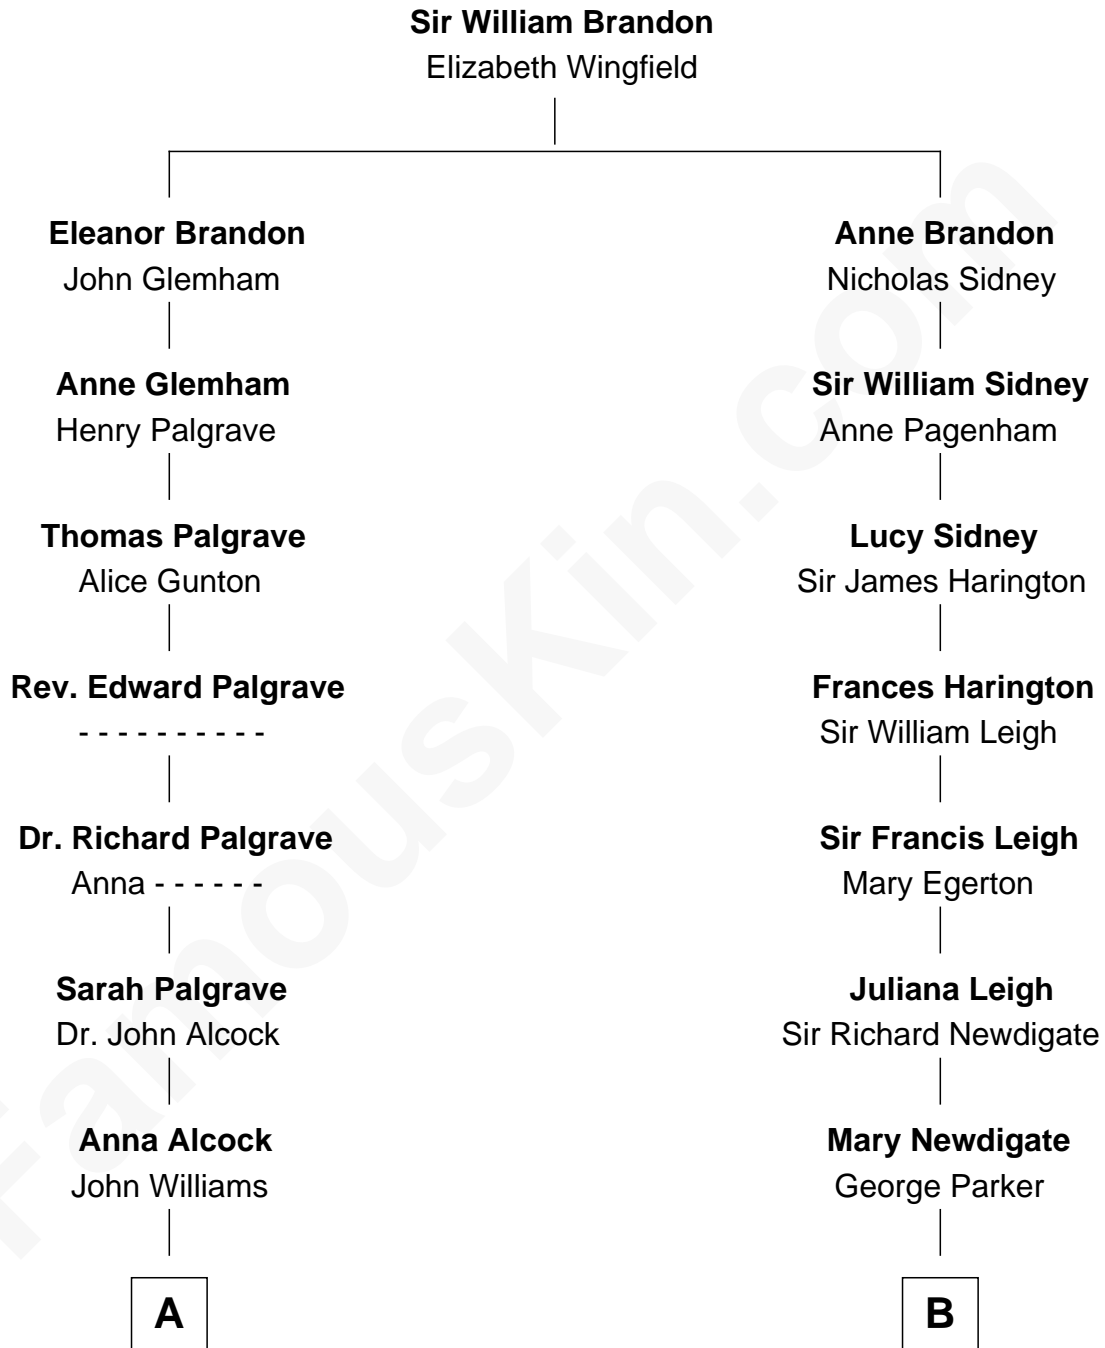 Sir William Brandon
Elizabeth Wingfield
Eleanor Brandon
John Glemham
Anne Brandon
Nicholas Sidney
Anne Glemham
Henry Palgrave
Sir William Sidney
Anne Pagenham
Thomas Palgrave
Alice Gunton
Lucy Sidney
Sir James Harington
Rev. Edward Palgrave
- - - - - - - - - -
Frances Harington
Sir William Leigh
Dr. Richard Palgrave
Anna - - - - - -
Sir Francis Leigh
Mary Egerton
Sarah Palgrave
Dr. John Alcock
Juliana Leigh
Sir Richard Newdigate
Anna Alcock
John Williams
Mary Newdigate
George Parker
A
B
FamousKin.com